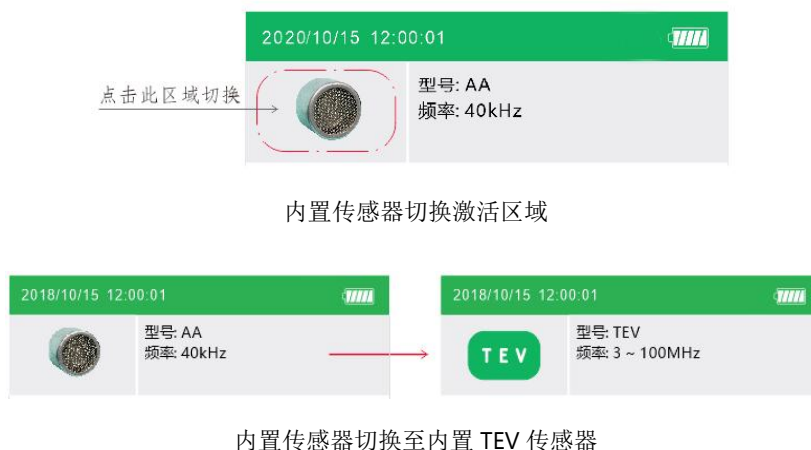 2020/10/15 12:00:01
点击此区域切换
型号: AA
频率: 40kHz
内置传感器切换激活区域
2018/10/15 12:00:01
型号: AA
频率: 40kHz
2018/10/15 12:00:01
TEV
型号: TEV
频率: 3 ~ 100MHz
内置传感器切换至内置 TEV 传感器